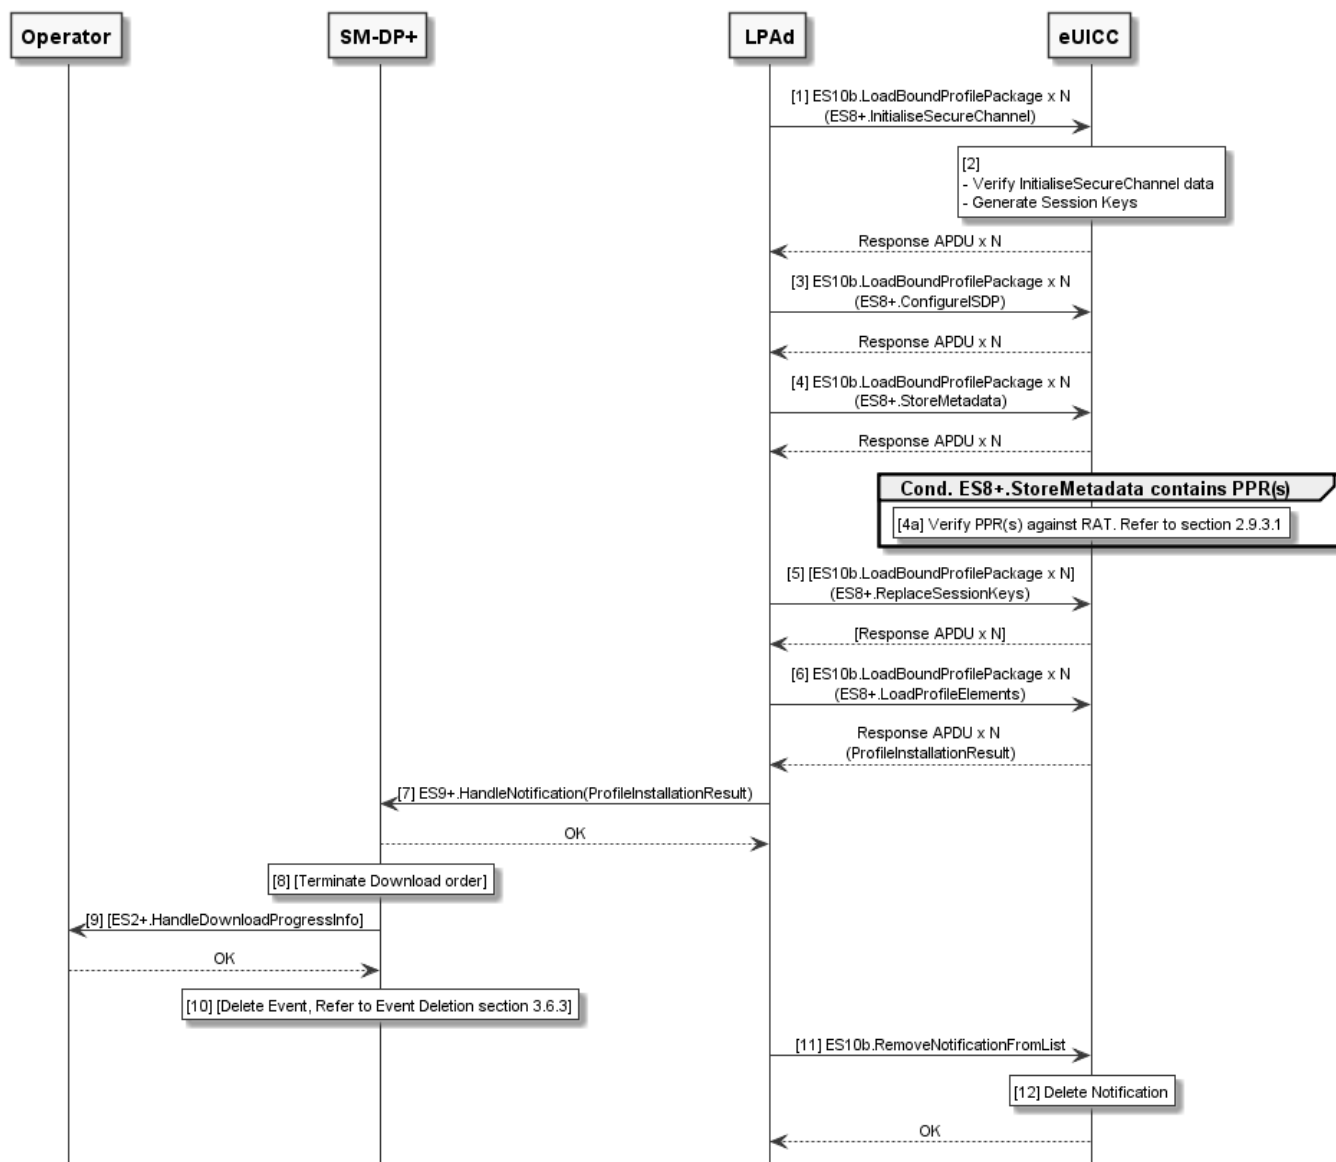 Operator
SM-DP+
LPAd
eUICC
[1] ES10b.LoadBoundProfilePackage x N
(ES8+.InitialiseSecureChannel)
[2]
- Verify InitialiseSecureChannel data
- Generate Session Keys
Response APDU x N
[3] ES10b.LoadBoundProfilePackage x N
(ES8+.ConfigureISDP)
Response APDU x N
[4] ES10b.LoadBoundProfilePackage x N
(ES8+.StoreMetadata)
Response APDU x N
Cond. ES8+.StoreMetadata contains PPR(s)
[4a] Verify PPR(s) against RAT. Refer to section 2.9.3.1
[5] [ES10b.LoadBoundProfilePackage x N]
(ES8+.ReplaceSessionKeys)
[Response APDU x N]
[6] ES10b.LoadBoundProfilePackage x N
(ES8+.LoadProfileElements)
Response APDU x N
(ProfileInstallationResult)
[7] ES9+.HandleNotification(ProfileInstallationResult)
OK
[8] [Terminate Download order]
[9] [ES2+.HandleDownloadProgressInfo]
OK
[10] [Delete Event, Refer to Event Deletion section 3.6.3]
[11] ES10b.RemoveNotificationFromList
[12] Delete Notification
OK